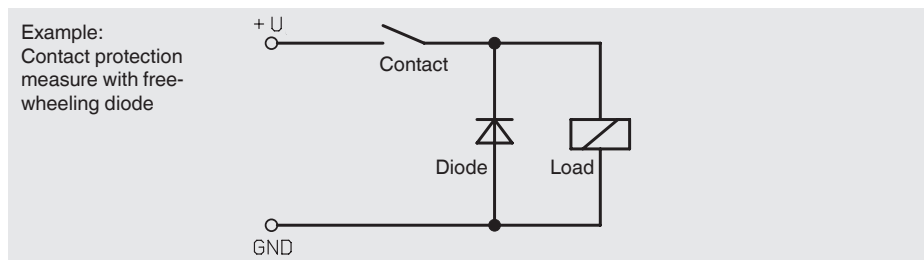 Example:
Contact protection
measure with free-
wheeling diode
+ U
Contact
Diode
Load
GND